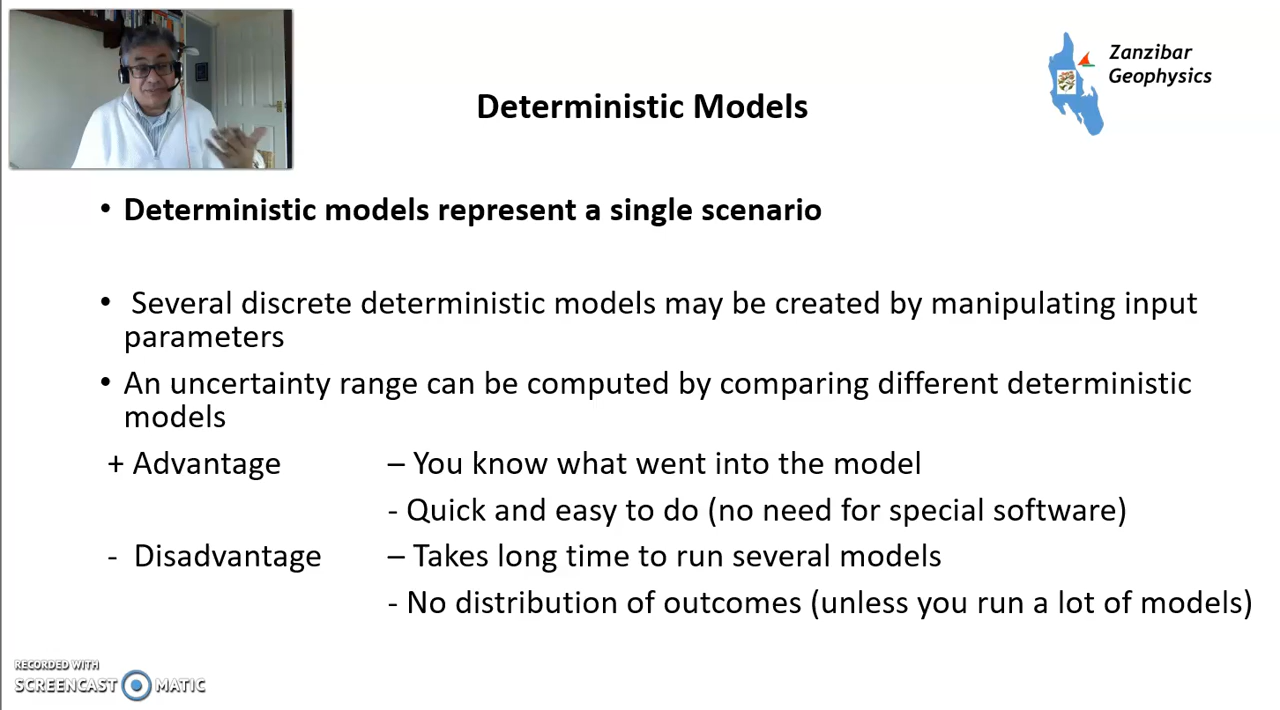 Zanzibar
Geophysics
Deterministic Models
• Deterministic models represent a single scenario
• Several discrete deterministic models may be created by manipulating input
parameters
• An uncertainty range can be computed by comparing different deterministic
models
+ Advantage – You know what went into the model
- Quick and easy to do (no need for special software)
- Disadvantage – Takes long time to run several models
- No distribution of outcomes (unless you run a lot of models)
RECORDED WITH
SCREENCAST MATIC